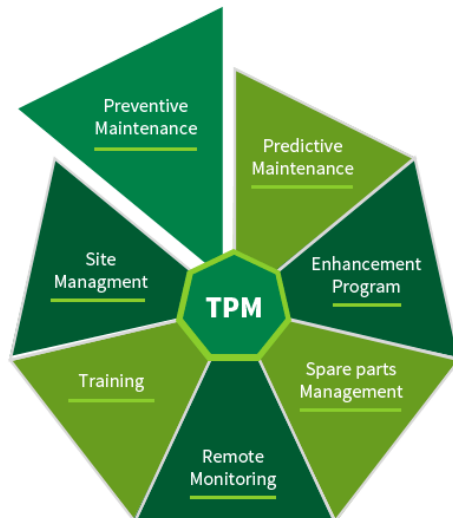 Preventive
Maintenance
Predictive
Maintenance
Site
Managment
Enhancement
Program
TPM
Training
Spare parts
Management
Remote
Monitoring